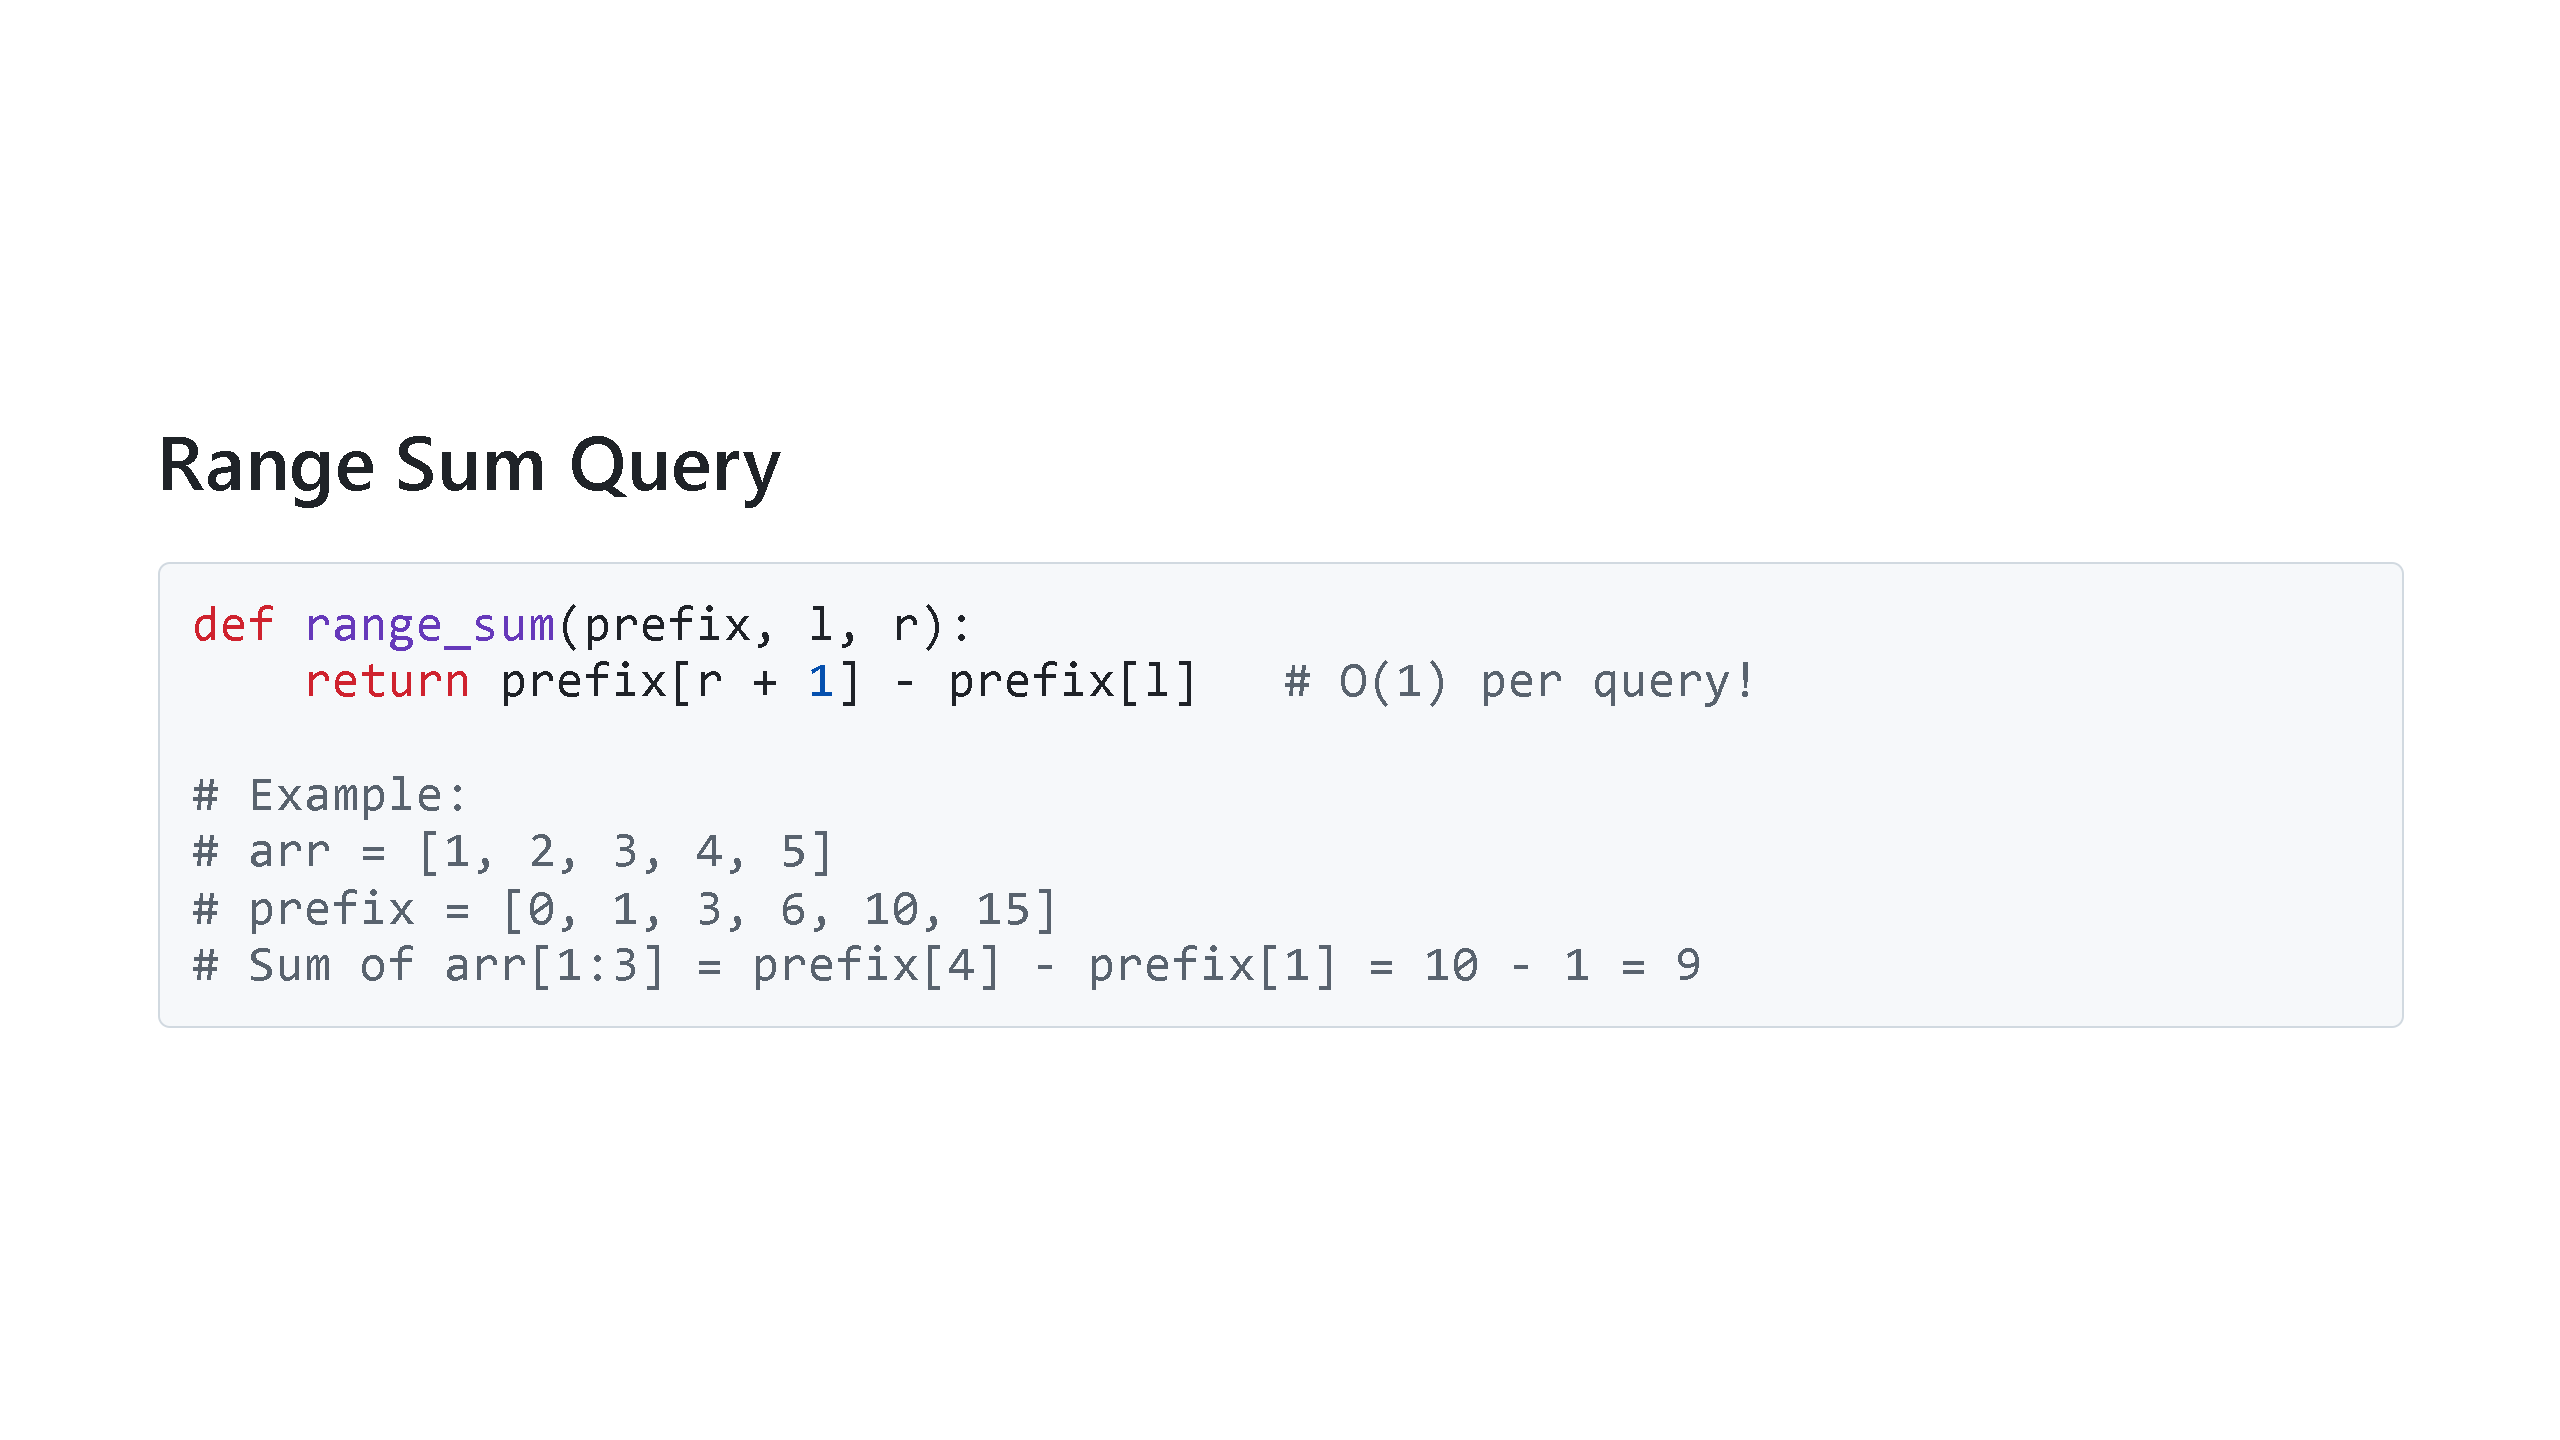 Range Sum Query
def range_sum(prefix, l, r):
    return prefix[r + 1] - prefix[l]   # O(1) per query!
# Example:
# arr = [1, 2, 3, 4, 5]
# prefix = [0, 1, 3, 6, 10, 15]
# Sum of arr[1:3] = prefix[4] - prefix[1] = 10 - 1 = 9